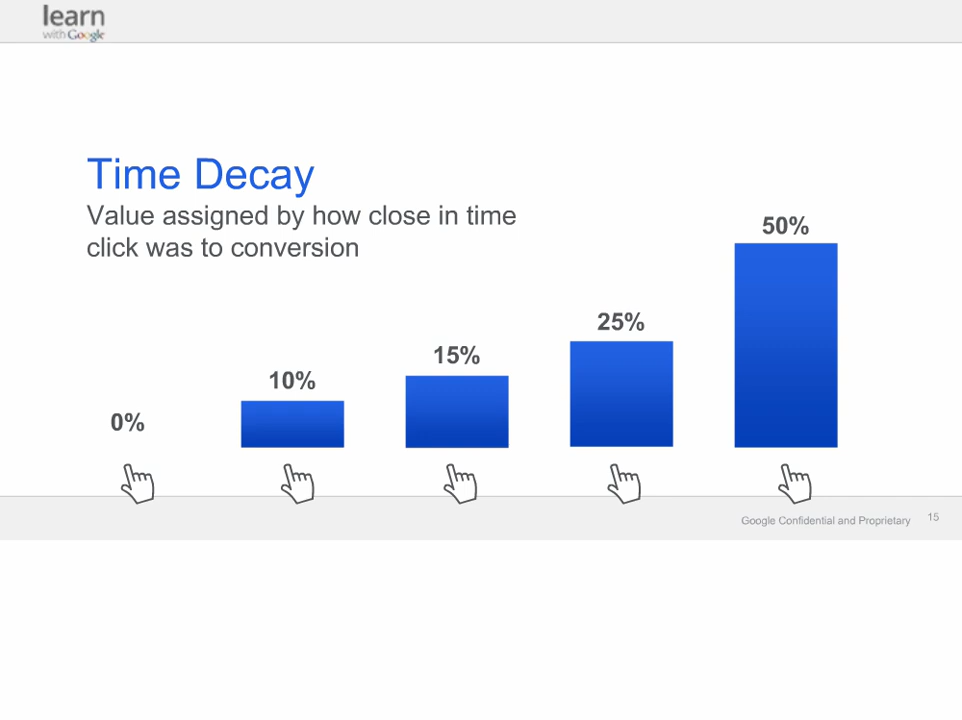 learn
with Google
Time Decay
Value assigned by how close in time
click was to conversion
0%
10%
15%
25%
50%
Google Confidential and Proprietary
15